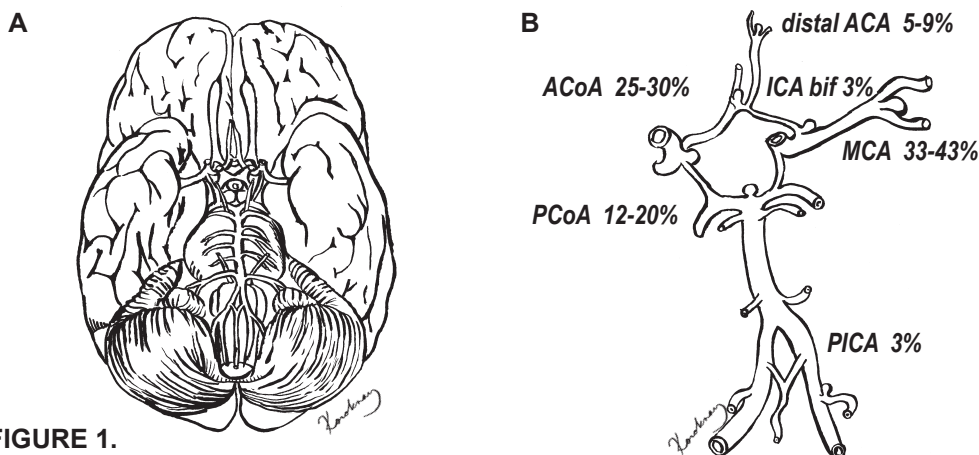 A
B
distal ACA 5-9%
ACoA 25-30%
ICA bif 3%
MCA 33-43%
PCoA 12-20%
PICA 3%
FIGURE 1.